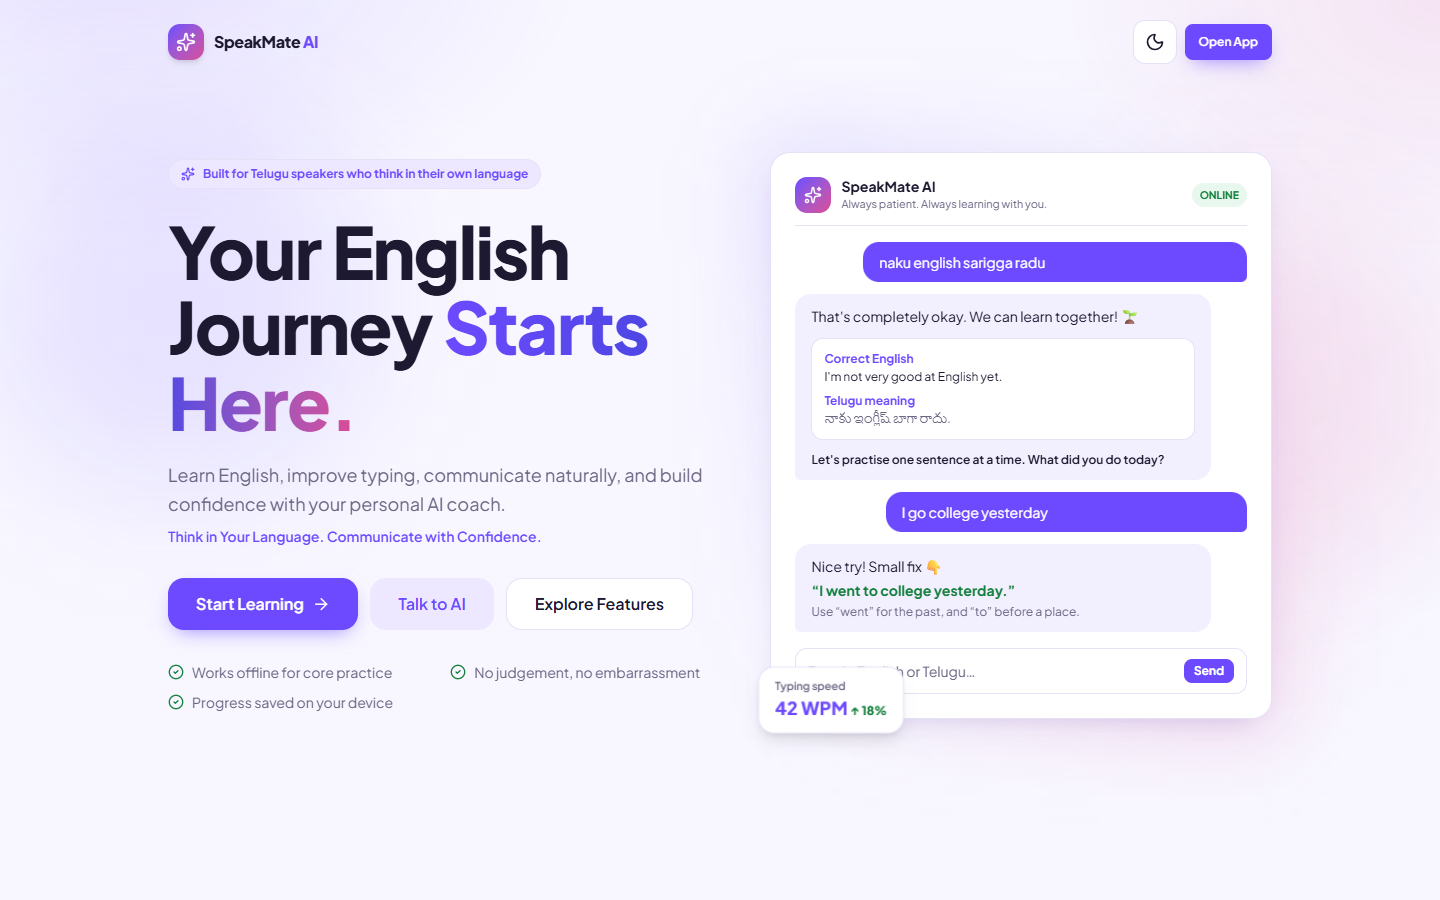 SpeakMate AI
Open App
Built for Telugu speakers who think in their own language
Your English
Journey Starts
Here.
Learn English, improve typing, communicate naturally, and build
confidence with your personal AI coach.
Think in Your Language. Communicate with Confidence.
Start Learning
Talk to AI
Explore Features
Works offline for core practice
No judgement, no embarrassment
Progress saved on your device
SpeakMate AI
Always patient. Always learning with you.
ONLINE
naku english sarigga radu
That's completely okay. We can learn together! 🌱
Correct English
I'm not very good at English yet.
Telugu meaning
నాకు ఇంగ్లీష్ బాగా రాదు.
Let's practise one sentence at a time. What did you do today?
I go college yesterday
Nice try! Small fix 👇
“I went to college yesterday.”
Use “went” for the past, and “to” before a place.
or Telugu…
Send
Typing speed
42 WPM ↑ 18%